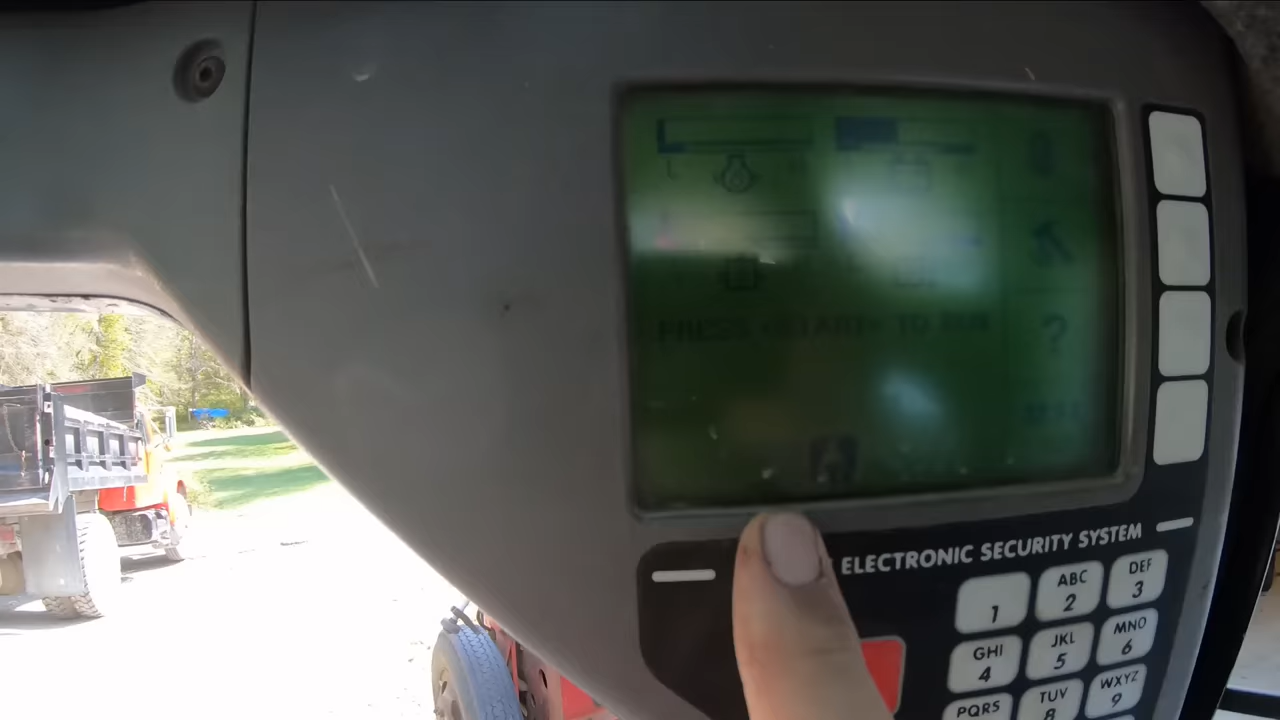 PRESS <START> TO RUN
ELECTRONIC SECURITY SYSTEM
1
ABC
2
DEF
3
GHI
4
JKL
5
MNO
6
PQRS
TUV
8
WXYZ
9